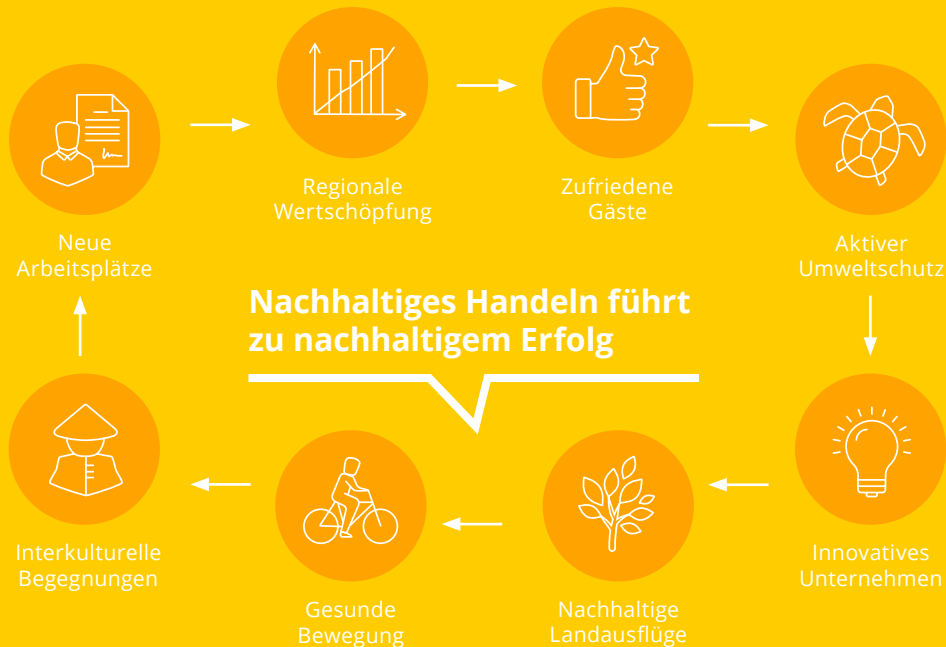 Regionale
Wertschöpfung
Zufriedene
Gäste
Neue
Arbeitsplätze
Aktiver
Umweltschutz
Nachhaltiges Handeln führt
zu nachhaltigem Erfolg
Interkulturelle
Begegnungen
Innovatives
Unternehmen
Gesunde
Bewegung
Nachhaltige
Landausflüge